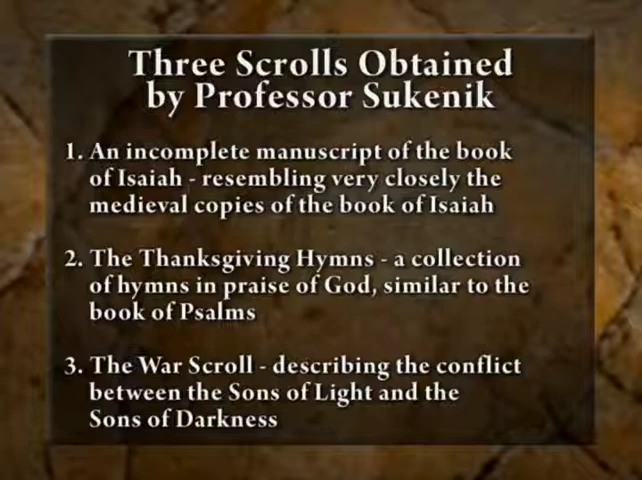 Three Scrolls Obtained
by Professor Sukenik
1. An incomplete manuscript of the book
of Isaiah - resembling very closely the
medieval copies of the book of Isaiah
2. The Thanksgiving Hymns - a collection
of hymns in praise of God, similar to the
book of Psalms
3. The War Scroll - describing the conflict
between the Sons of Light and the
Sons of Darkness